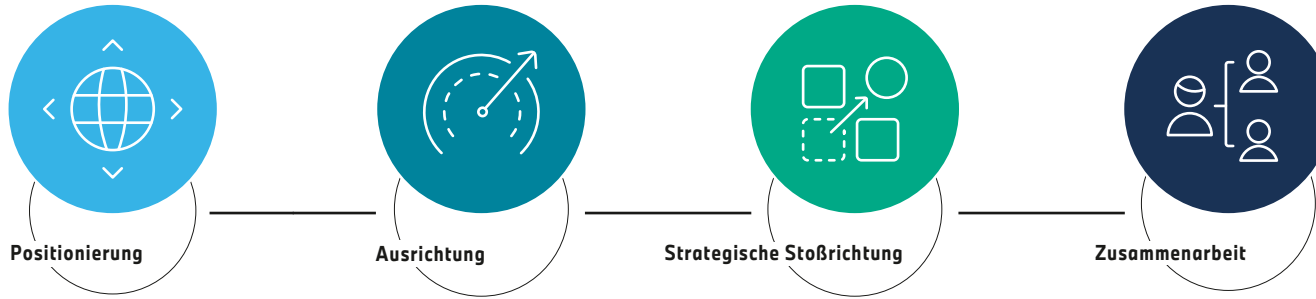 Positionierung
Ausrichtung
Strategische Stoßrichtung
Zusammenarbeit